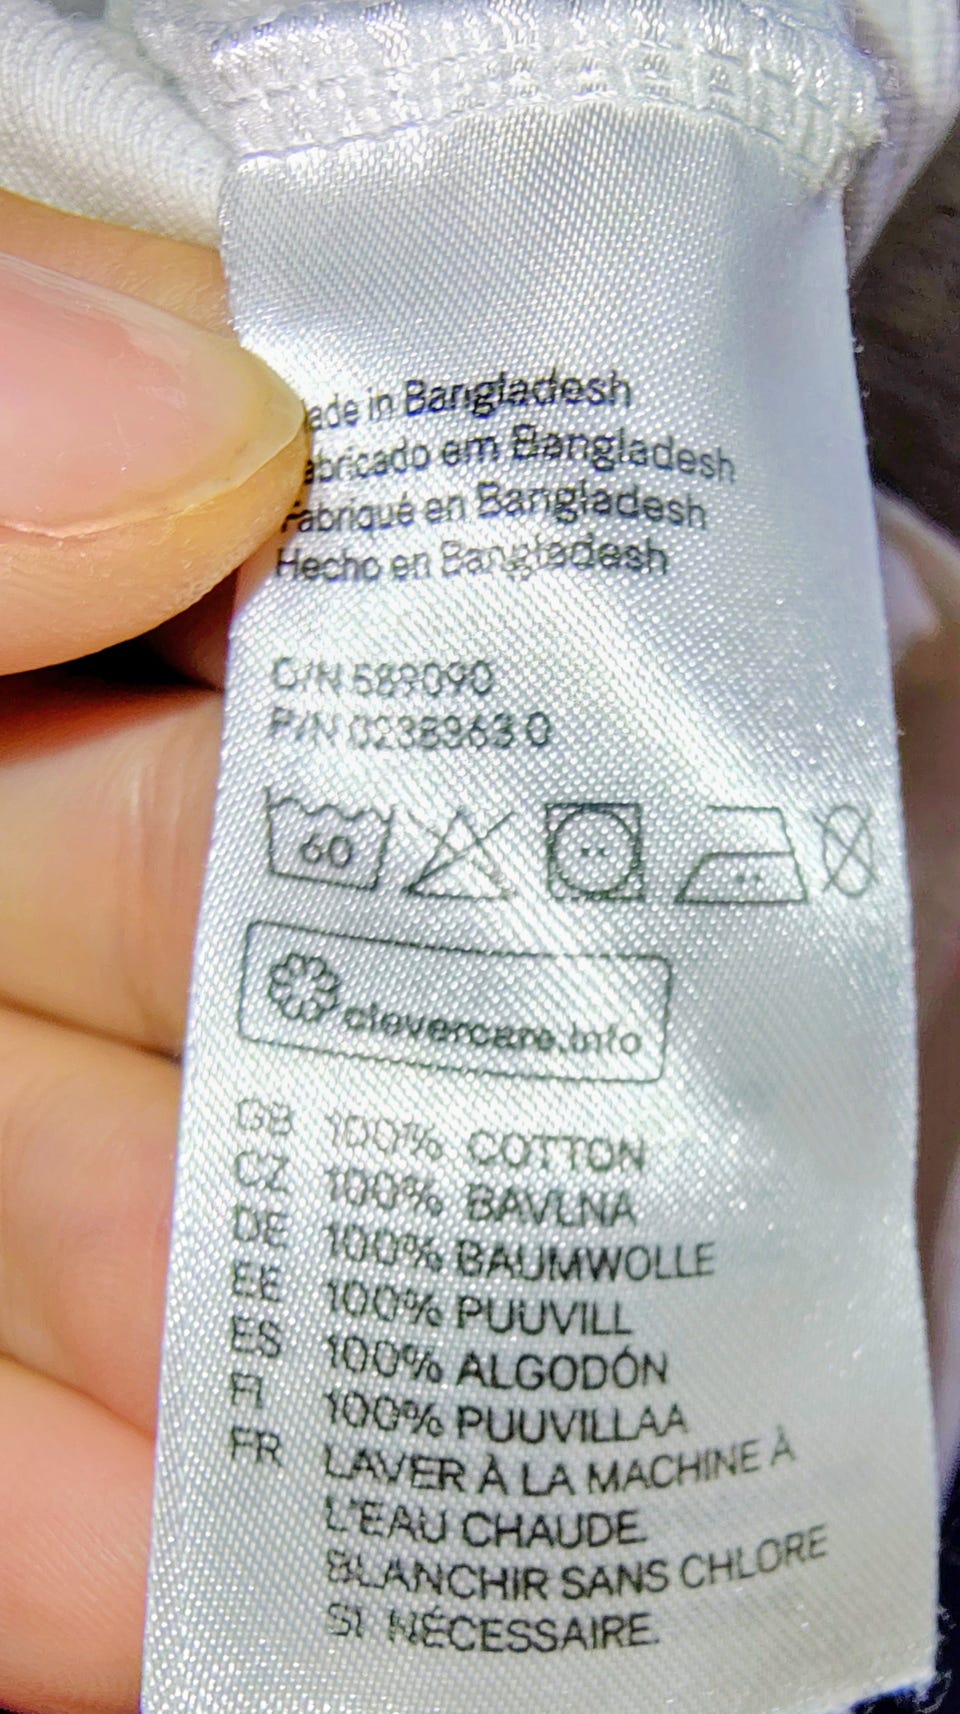 ade in Bangladesh
abricado em Bangladesh
Fabriqué en Bangladesh
Hecho en Bangladesh
O/N 589090
P/N 0238363 0
60
clevercare.info
GB 100% COTTON
CZ 100% BAVLNA
DE 100% BAUMWOLLE
EE 100% PUUVILL
ES 100% ALGODÓN
FI 100% PUUVILLAA
FR LAVER À LA MACHINE À
L'EAU CHAUDE.
BLANCHIR SANS CHLORE
SI NÉCESSAIRE.